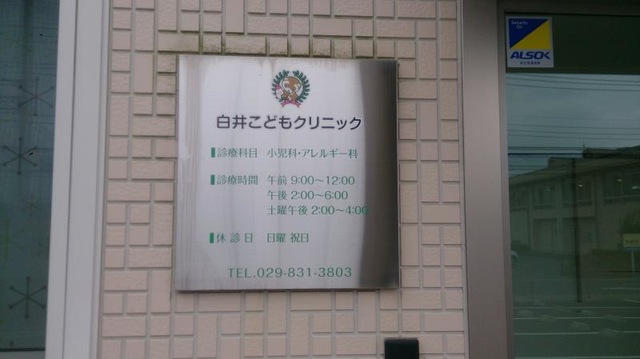 白井こどもクリニック
診療科目 小児科・アレルギー科
診療時間 午前 9:00～12:00
午後 2:00～6:00
土曜午後 2:00～4:00
休診日 日曜 祝日
TEL.029-831-3803
ALSOK